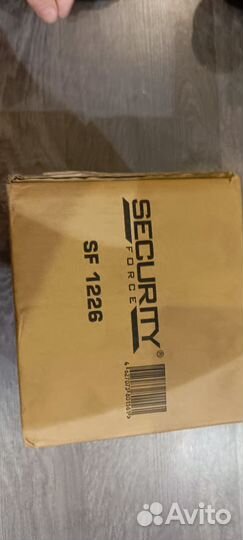 SECURITY
FORCE ®
SF 1226
Avito